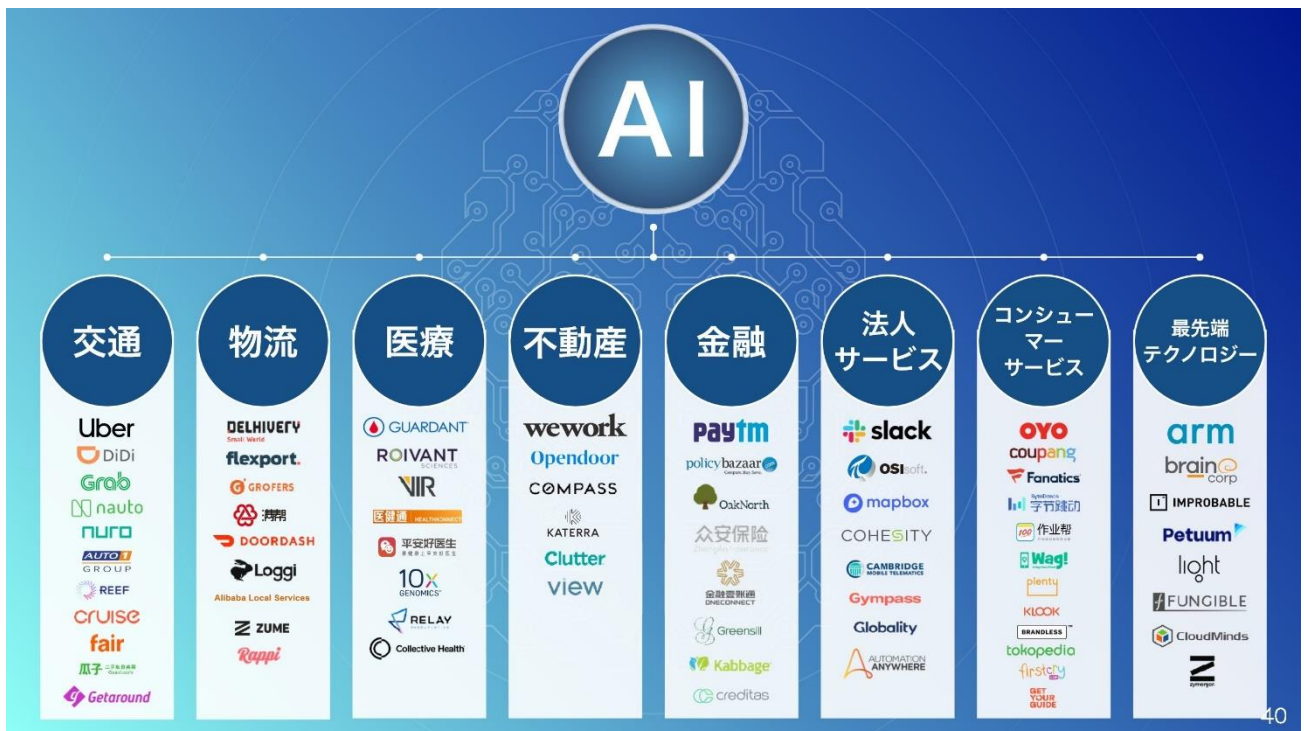 AI
交通
Uber
DiDi
Grab
nauto
nuro
AUTO1
GROUP
REEF
cruise
fair
瓜子
Getaround
物流
DELHIVERY
Small World
flexport.
GROFERS
满帮
DOORDASH
Loggi
Alibaba Local Services
ZUME
Rappi
医療
GUARDANT
ROIVANT
SCIENCES
VIR
医健通 HEALTHKONNECT
平安好医生
10x
GENOMICS
RELAY
Collective Health
不動産
wework
Opendoor
COMPASS
KATERRA
Clutter
view
金融
paytm
policybazaar
OakNorth
众安保险
金融壹账通
ONECONNECT
Greensill
Kabbage
creditas
法人
サービス
slack
OSIsoft.
mapbox
COHESITY
CAMBRIDGE
MOBILE TELEMATICS
Gympass
Globality
AUTOMATION
ANYWHERE
コンシュー
マー
サービス
OYO
coupang
Fanatics
ByteDance
字节跳动
100 作业帮
Wag!
plenty
KLOOK
BRANDLESS™
tokopedia
firstcry
GET
YOUR
GUIDE
最先端
テクノロジー
arm
brain
corp
IMPROBABLE
Petuum
light
FUNGIBLE
CloudMinds
zymergen
40